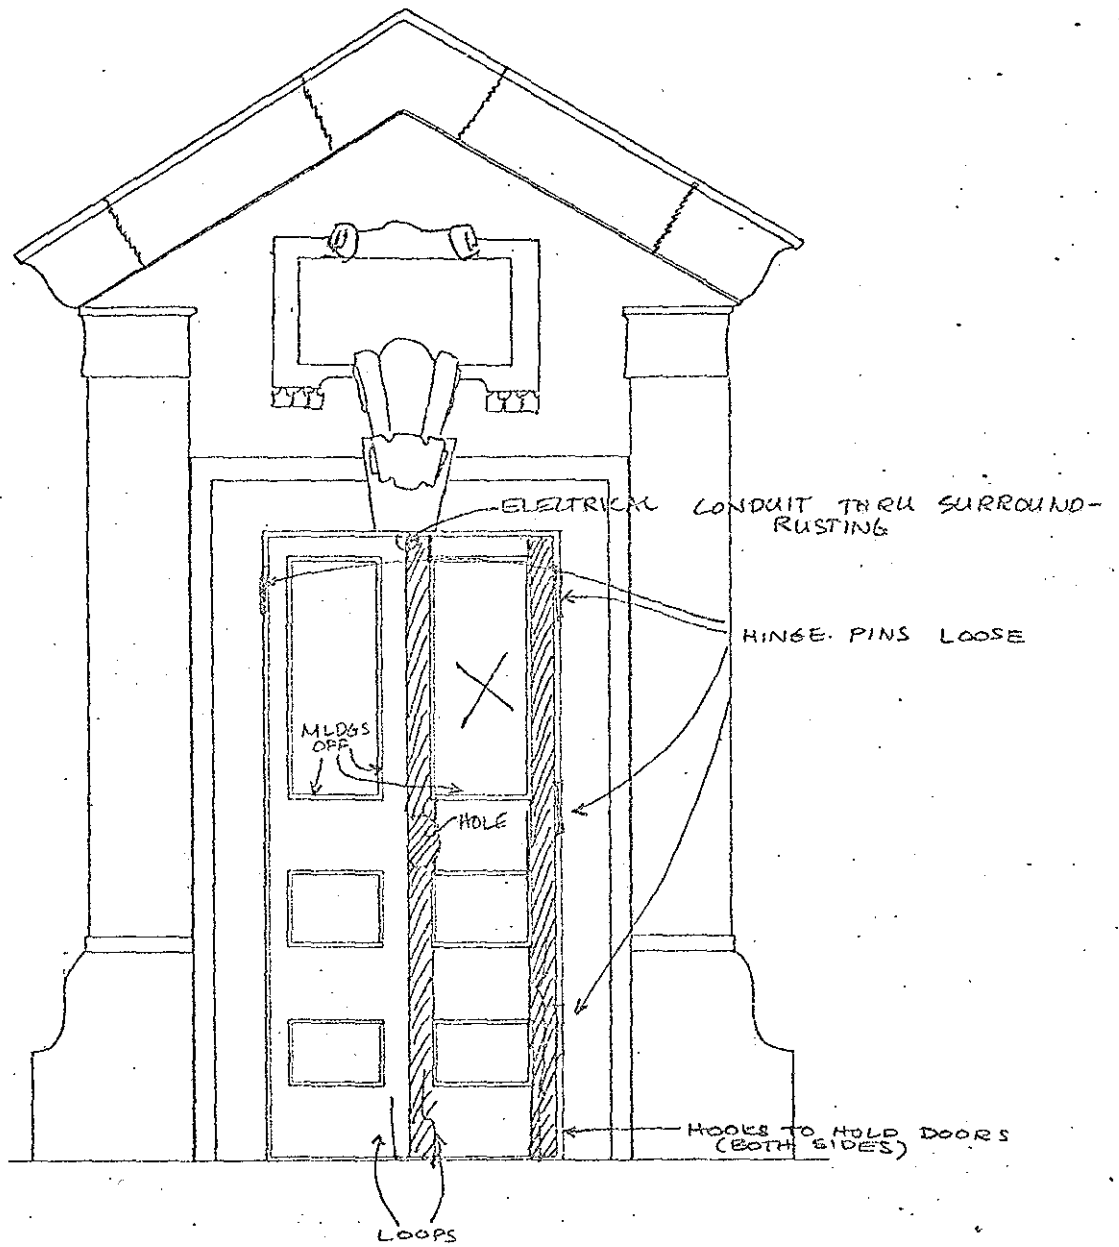 ELECTRICAL CONDUIT THRU SURROUND-
RUSTING
HINGE PINS LOOSE
MLDGS
OFF
HOLE
HOOKS TO HOLD DOORS
(BOTH SIDES)
LOOPS